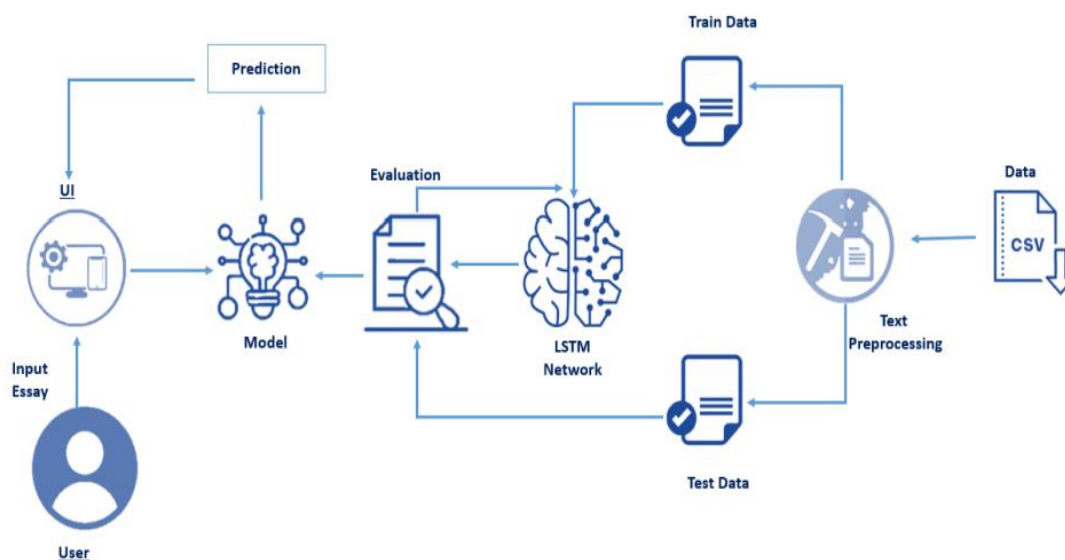 Train Data
Prediction
Evaluation
Data
UI
CSV
Model
LSTM
Network
Text
Preprocessing
Input
Essay
Test Data
User